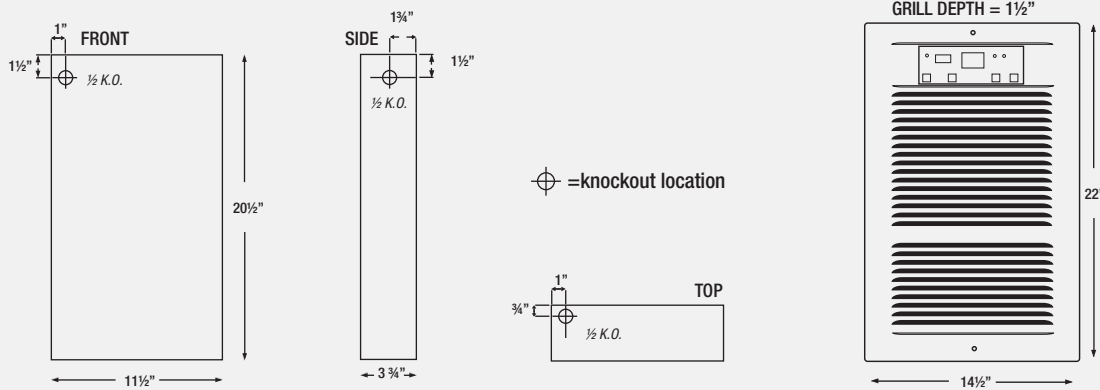 1"
FRONT
1½"
½ K.O.
20½"
11½"
1¾"
SIDE
1½"
½ K.O.
3 ¾"
=knockout location
1"
TOP
¾"
½ K.O.
GRILL DEPTH = 1½"
22"
14½"